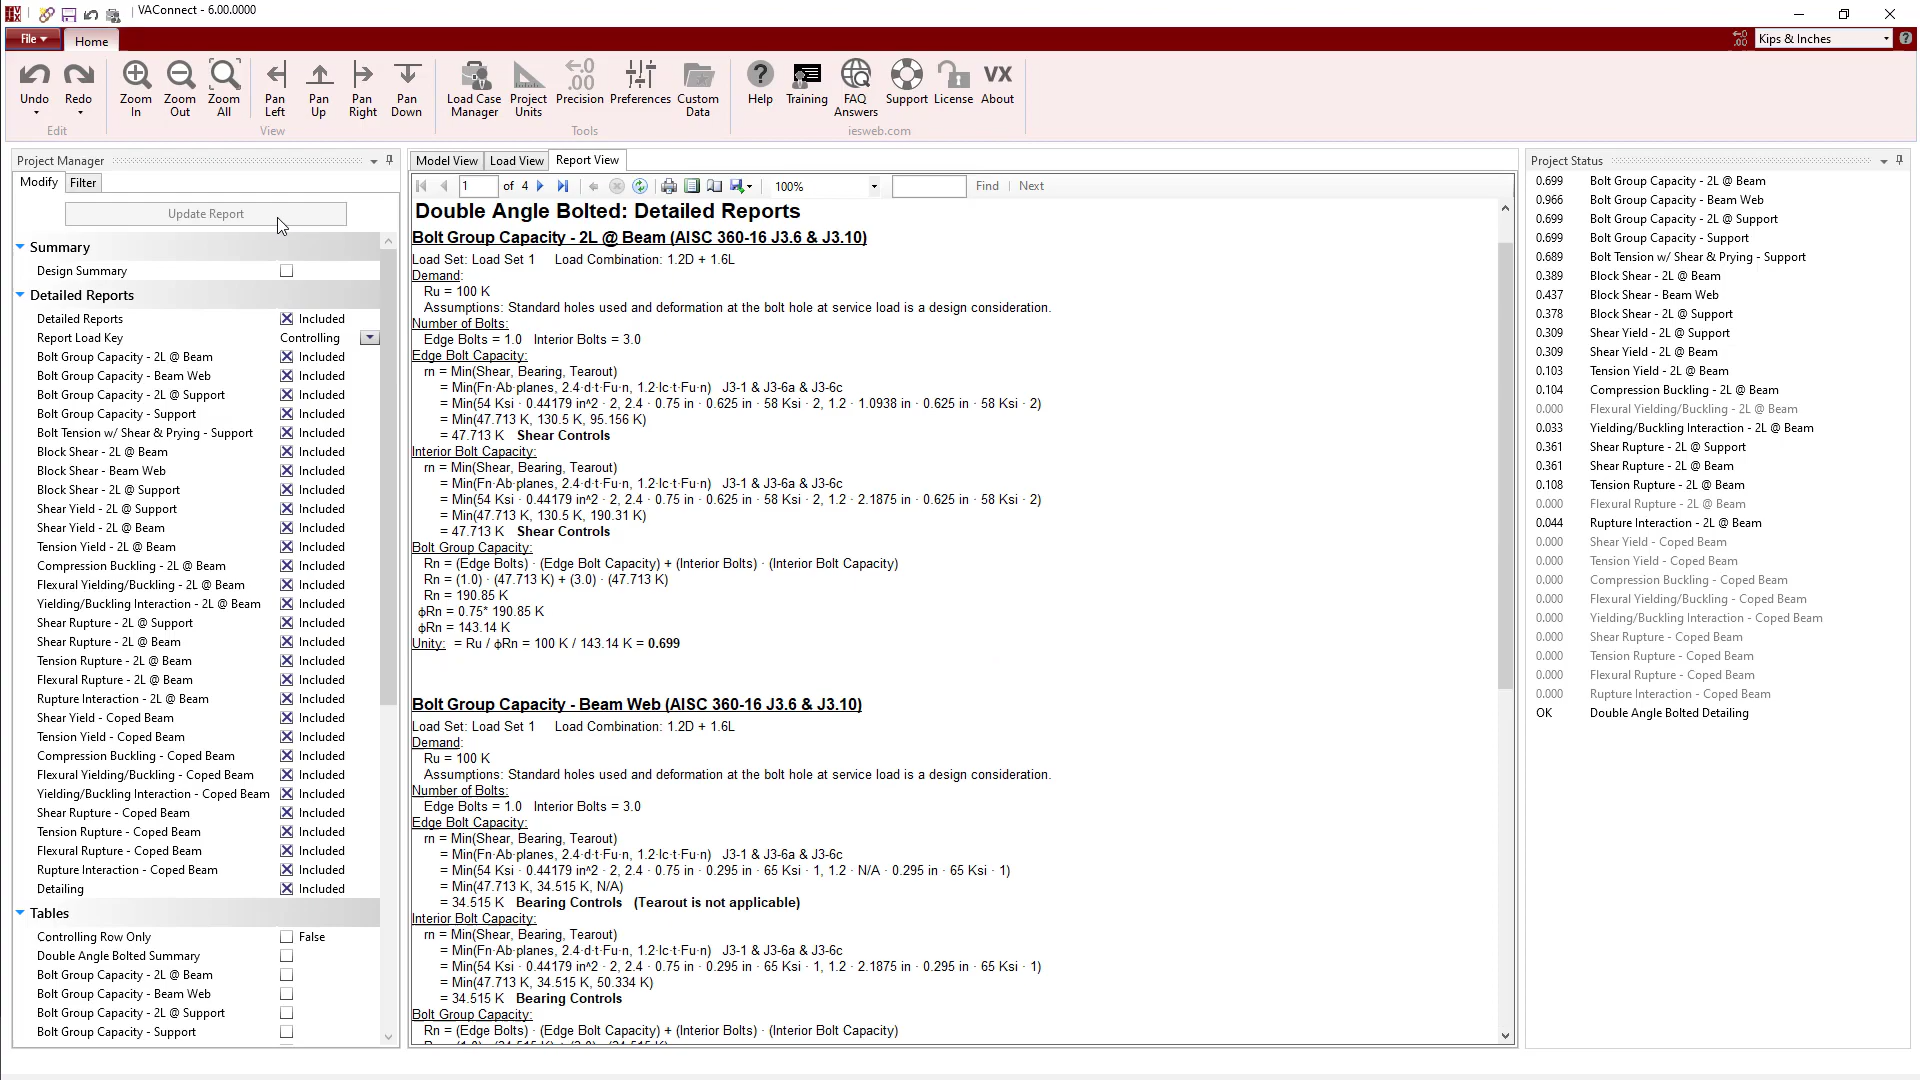 VAConnect - 6.00.0000
File Home Kips & Inches
Undo Redo Zoom In Zoom Out Zoom All Pan Left Pan Up Pan Right Pan Down Load Case Manager Project Units Precision Preferences Custom Data Help Training FAQ Answers Support License VX About
Edit View Tools iesweb.com
Project Manager
Modify Filter
Update Report
Summary
Design Summary
Detailed Reports
Detailed Reports Included
Report Load Key Controlling
Bolt Group Capacity - 2L @ Beam Included
Bolt Group Capacity - Beam Web Included
Bolt Group Capacity - 2L @ Support Included
Bolt Group Capacity - Support Included
Bolt Tension w/ Shear & Prying - Support Included
Block Shear - 2L @ Beam Included
Block Shear - Beam Web Included
Block Shear - 2L @ Support Included
Shear Yield - 2L @ Support Included
Shear Yield - 2L @ Beam Included
Tension Yield - 2L @ Beam Included
Compression Buckling - 2L @ Beam Included
Flexural Yielding/Buckling - 2L @ Beam Included
Yielding/Buckling Interaction - 2L @ Beam Included
Shear Rupture - 2L @ Support Included
Shear Rupture - 2L @ Beam Included
Tension Rupture - 2L @ Beam Included
Flexural Rupture - 2L @ Beam Included
Rupture Interaction - 2L @ Beam Included
Shear Yield - Coped Beam Included
Tension Yield - Coped Beam Included
Compression Buckling - Coped Beam Included
Flexural Yielding/Buckling - Coped Beam Included
Yielding/Buckling Interaction - Coped Beam Included
Shear Rupture - Coped Beam Included
Tension Rupture - Coped Beam Included
Flexural Rupture - Coped Beam Included
Rupture Interaction - Coped Beam Included
Detailing Included
Tables
Controlling Row Only False
Double Angle Bolted Summary
Bolt Group Capacity - 2L @ Beam
Bolt Group Capacity - Beam Web
Bolt Group Capacity - 2L @ Support
Bolt Group Capacity - Support
Model View Load View Report View
1 of 4 100% Find Next
Double Angle Bolted: Detailed Reports
Bolt Group Capacity - 2L @ Beam (AISC 360-16 J3.6 & J3.10)
Load Set: Load Set 1 Load Combination: 1.2D + 1.6L
Demand:
Ru = 100 K
Assumptions: Standard holes used and deformation at the bolt hole at service load is a design consideration.
Number of Bolts:
Edge Bolts = 1.0 Interior Bolts = 3.0
Edge Bolt Capacity:
rn = Min(Shear, Bearing, Tearout)
= Min(Fn·Ab·planes, 2.4·d·t·Fu·n, 1.2·lc·t·Fu·n) J3-1 & J3-6a & J3-6c
= Min(54 Ksi · 0.44179 in^2 · 2, 2.4 · 0.75 in · 0.625 in · 58 Ksi · 2, 1.2 · 1.0938 in · 0.625 in · 58 Ksi · 2)
= Min(47.713 K, 130.5 K, 95.156 K)
= 47.713 K Shear Controls
Interior Bolt Capacity:
rn = Min(Shear, Bearing, Tearout)
= Min(Fn·Ab·planes, 2.4·d·t·Fu·n, 1.2·lc·t·Fu·n) J3-1 & J3-6a & J3-6c
= Min(54 Ksi · 0.44179 in^2 · 2, 2.4 · 0.75 in · 0.625 in · 58 Ksi · 2, 1.2 · 2.1875 in · 0.625 in · 58 Ksi · 2)
= Min(47.713 K, 130.5 K, 190.31 K)
= 47.713 K Shear Controls
Bolt Group Capacity:
Rn = (Edge Bolts) · (Edge Bolt Capacity) + (Interior Bolts) · (Interior Bolt Capacity)
Rn = (1.0) · (47.713 K) + (3.0) · (47.713 K)
Rn = 190.85 K
ϕRn = 0.75* 190.85 K
ϕRn = 143.14 K
Unity: = Ru / ϕRn = 100 K / 143.14 K = 0.699
Bolt Group Capacity - Beam Web (AISC 360-16 J3.6 & J3.10)
Load Set: Load Set 1 Load Combination: 1.2D + 1.6L
Demand:
Ru = 100 K
Assumptions: Standard holes used and deformation at the bolt hole at service load is a design consideration.
Number of Bolts:
Edge Bolts = 1.0 Interior Bolts = 3.0
Edge Bolt Capacity:
rn = Min(Shear, Bearing, Tearout)
= Min(Fn·Ab·planes, 2.4·d·t·Fu·n, 1.2·lc·t·Fu·n) J3-1 & J3-6a & J3-6c
= Min(54 Ksi · 0.44179 in^2 · 2, 2.4 · 0.75 in · 0.295 in · 65 Ksi · 1, 1.2 · N/A · 0.295 in · 65 Ksi · 1)
= Min(47.713 K, 34.515 K, N/A)
= 34.515 K Bearing Controls (Tearout is not applicable)
Interior Bolt Capacity:
rn = Min(Shear, Bearing, Tearout)
= Min(Fn·Ab·planes, 2.4·d·t·Fu·n, 1.2·lc·t·Fu·n) J3-1 & J3-6a & J3-6c
= Min(54 Ksi · 0.44179 in^2 · 2, 2.4 · 0.75 in · 0.295 in · 65 Ksi · 1, 1.2 · 2.1875 in · 0.295 in · 65 Ksi · 1)
= Min(47.713 K, 34.515 K, 50.334 K)
= 34.515 K Bearing Controls
Bolt Group Capacity:
Rn = (Edge Bolts) · (Edge Bolt Capacity) + (Interior Bolts) · (Interior Bolt Capacity)
Project Status
0.699 Bolt Group Capacity - 2L @ Beam
0.966 Bolt Group Capacity - Beam Web
0.699 Bolt Group Capacity - 2L @ Support
0.699 Bolt Group Capacity - Support
0.689 Bolt Tension w/ Shear & Prying - Support
0.389 Block Shear - 2L @ Beam
0.437 Block Shear - Beam Web
0.378 Block Shear - 2L @ Support
0.309 Shear Yield - 2L @ Support
0.309 Shear Yield - 2L @ Beam
0.103 Tension Yield - 2L @ Beam
0.104 Compression Buckling - 2L @ Beam
0.000 Flexural Yielding/Buckling - 2L @ Beam
0.033 Yielding/Buckling Interaction - 2L @ Beam
0.361 Shear Rupture - 2L @ Support
0.361 Shear Rupture - 2L @ Beam
0.108 Tension Rupture - 2L @ Beam
0.000 Flexural Rupture - 2L @ Beam
0.044 Rupture Interaction - 2L @ Beam
0.000 Shear Yield - Coped Beam
0.000 Tension Yield - Coped Beam
0.000 Compression Buckling - Coped Beam
0.000 Flexural Yielding/Buckling - Coped Beam
0.000 Yielding/Buckling Interaction - Coped Beam
0.000 Shear Rupture - Coped Beam
0.000 Tension Rupture - Coped Beam
0.000 Flexural Rupture - Coped Beam
0.000 Rupture Interaction - Coped Beam
OK Double Angle Bolted Detailing